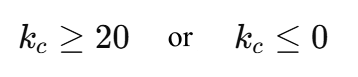 k_c ≥ 20 or k_c ≤ 0